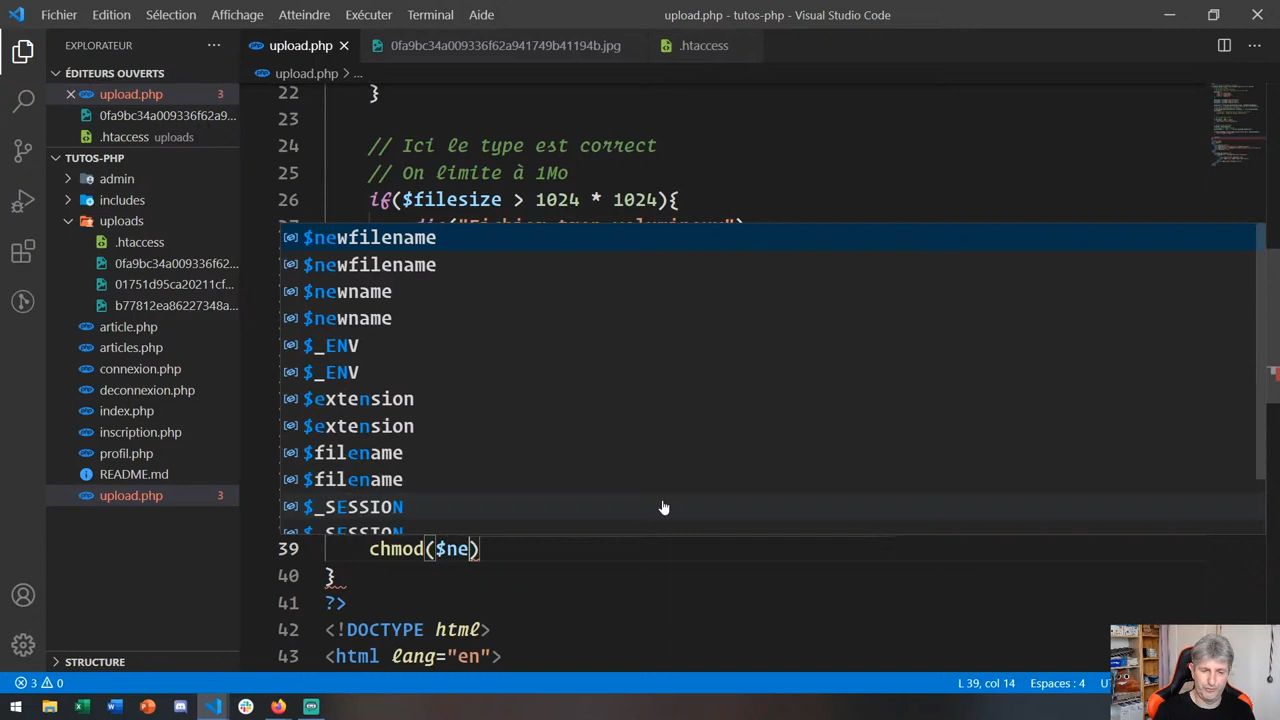 Fichier Edition Sélection Affichage Atteindre Exécuter Terminal Aide upload.php - tutos-php - Visual Studio Code
EXPLORATEUR
upload.php 0fa9bc34a009336f62a941749b41194b.jpg .htaccess
ÉDITEURS OUVERTS
upload.php > ...
upload.php 3
0fa9bc34a009336f62a9...
.htaccess uploads
TUTOS-PHP
admin
includes
uploads
.htaccess
0fa9bc34a009336f62...
01751d95ca20211cf...
b77812ea86227348a...
article.php
articles.php
connexion.php
deconnexion.php
index.php
inscription.php
profil.php
README.md
upload.php 3
STRUCTURE
22 }
23
24 // Ici le type est correct
25 // On limite à 1Mo
26 if($filesize > 1024 * 1024){
$newfilename
$newfilename
$newname
$newname
$_ENV
$_ENV
$extension
$extension
$filename
$filename
$_SESSION
$_SESSION
39 chmod($ne)
40 }
41 ?>
42 <!DOCTYPE html>
43 <html lang="en">
3 0 L 39, col 14 Espaces : 4